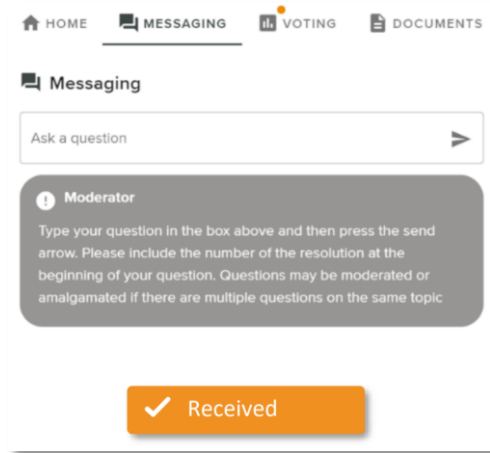 HOME MESSAGING VOTING DOCUMENTS
Messaging
Ask a question
Moderator
Type your question in the box above and then press the send
arrow. Please include the number of the resolution at the
beginning of your question. Questions may be moderated or
amalgamated if there are multiple questions on the same topic
Received